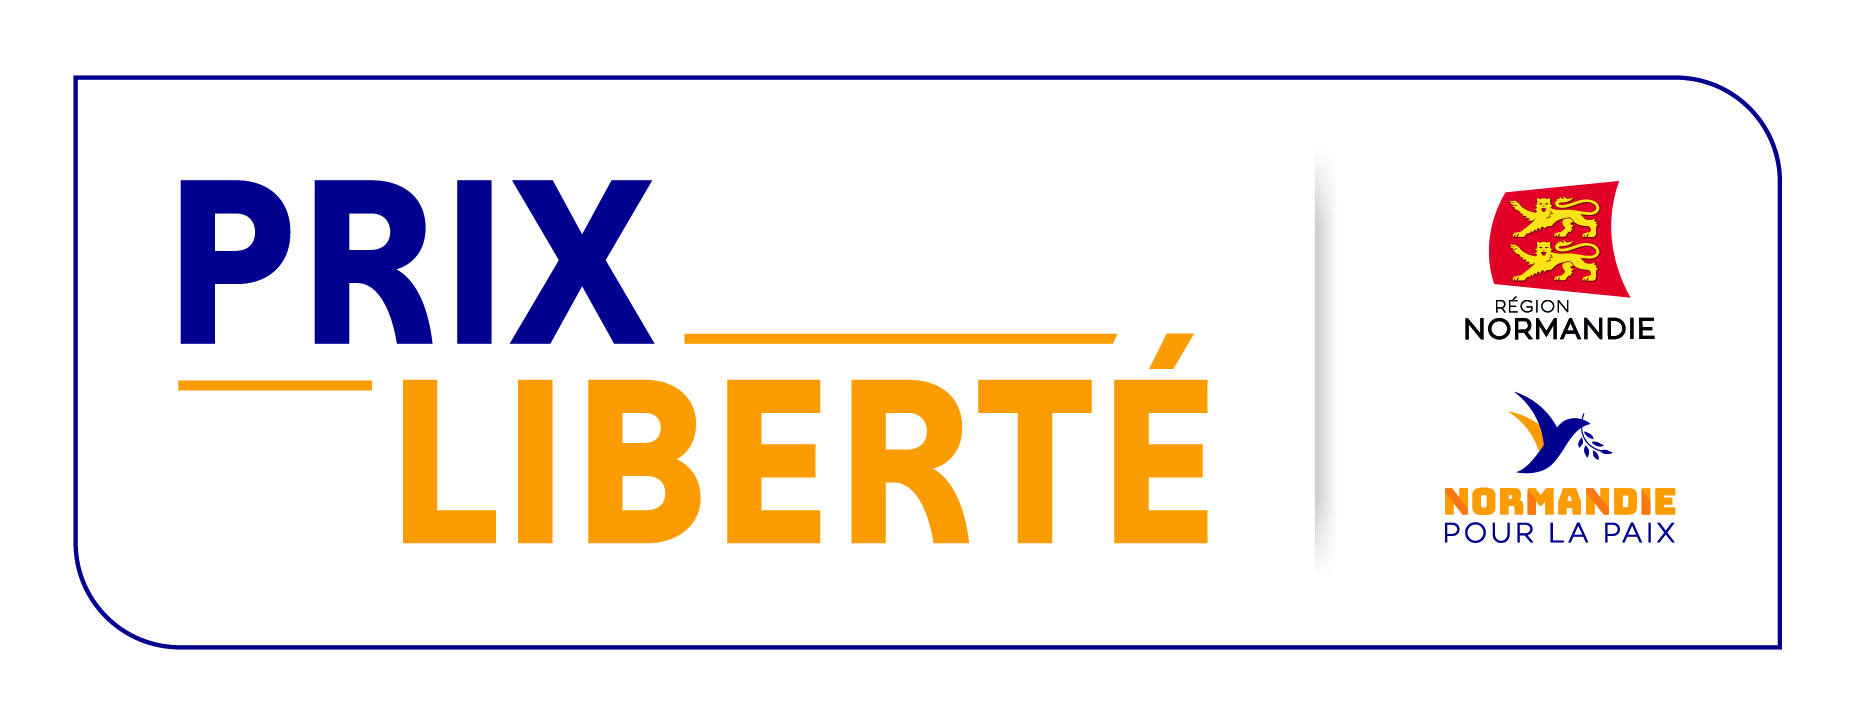 PRIX
LIBERTÉ
RÉGION
NORMANDIE
NORMANDIE
POUR LA PAIX